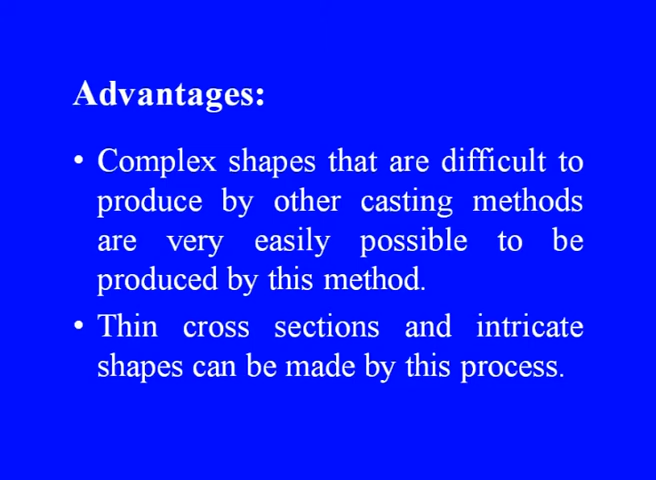 Advantages:
• Complex shapes that are difficult to
produce by other casting methods
are very easily possible to be
produced by this method.
• Thin cross sections and intricate
shapes can be made by this process.